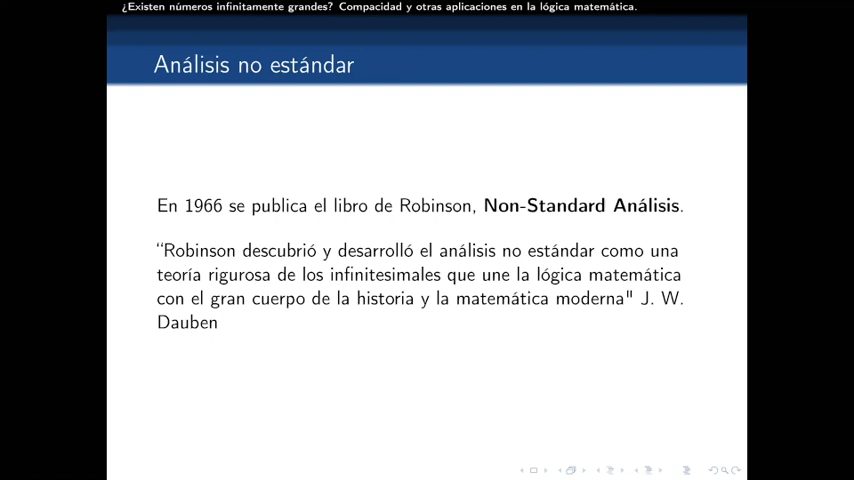 ¿Existen números infinitamente grandes? Compacidad y otras aplicaciones en la lógica matemática.
Análisis no estándar
En 1966 se publica el libro de Robinson, Non-Standard Análisis.
“Robinson descubrió y desarrolló el análisis no estándar como una
teoría rigurosa de los infinitesimales que une la lógica matemática
con el gran cuerpo de la historia y la matemática moderna" J. W.
Dauben